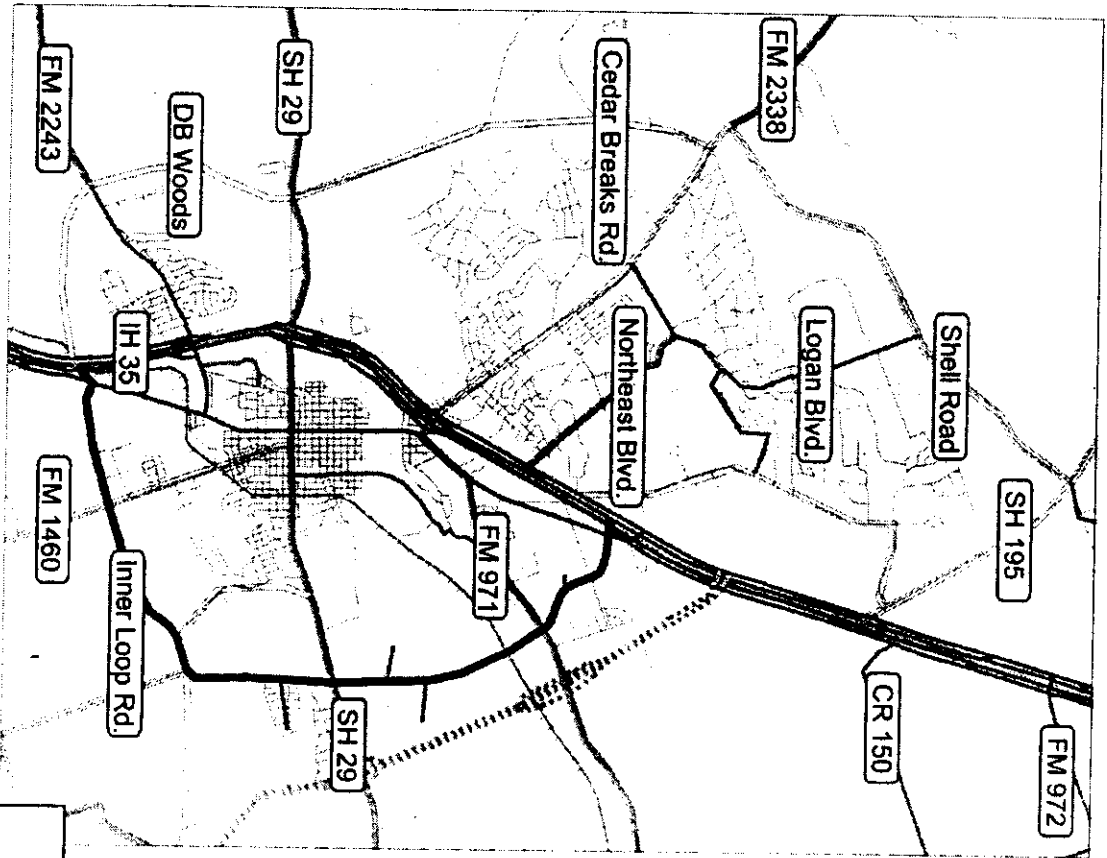 FM 972
SH 195
Shell Road
CR 150
Logan Blvd.
FM 2338
Northeast Blvd.
Cedar Breaks Rd.
FM 971
SH 29
SH 29
DB Woods
IH 35
Inner Loop Rd.
FM 2243
FM 1460